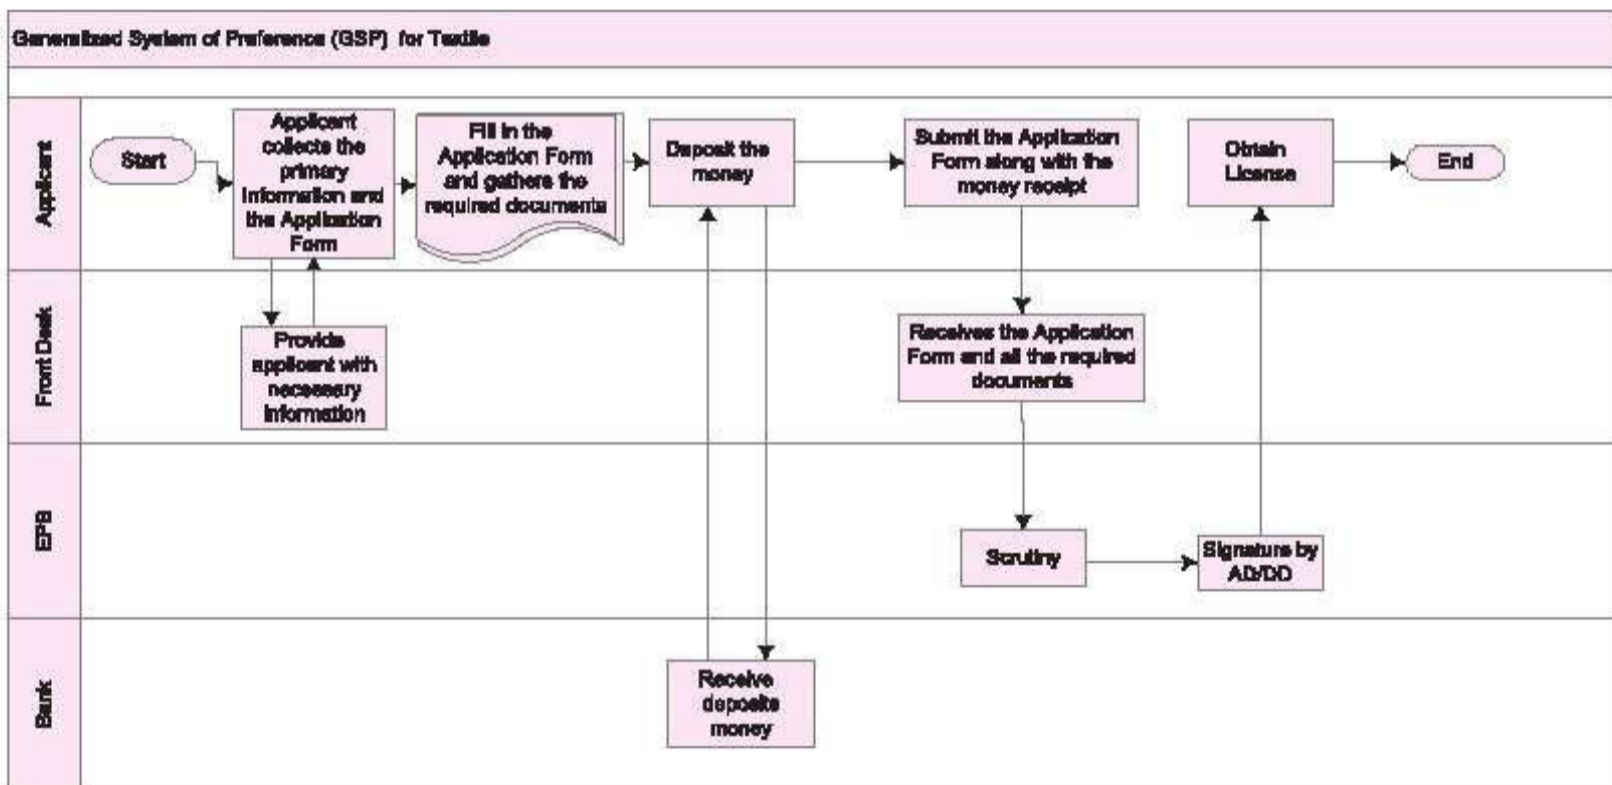 Generalized System of Preference (GSP) for Textile
Applicant
Start
Applicant
collects the
primary
Information and
the Application
Form
Fill in the
Application Form
and gathers the
required documents
Deposit the
money
Submit the Application
Form along with the
money receipt
Obtain
License
End
Front Desk
Provide
applicant with
necessary
Information
Receives the Application
Form and all the required
documents
EPB
Scrutiny
Signature by
AD/DD
Bank
Receive
deposits
money